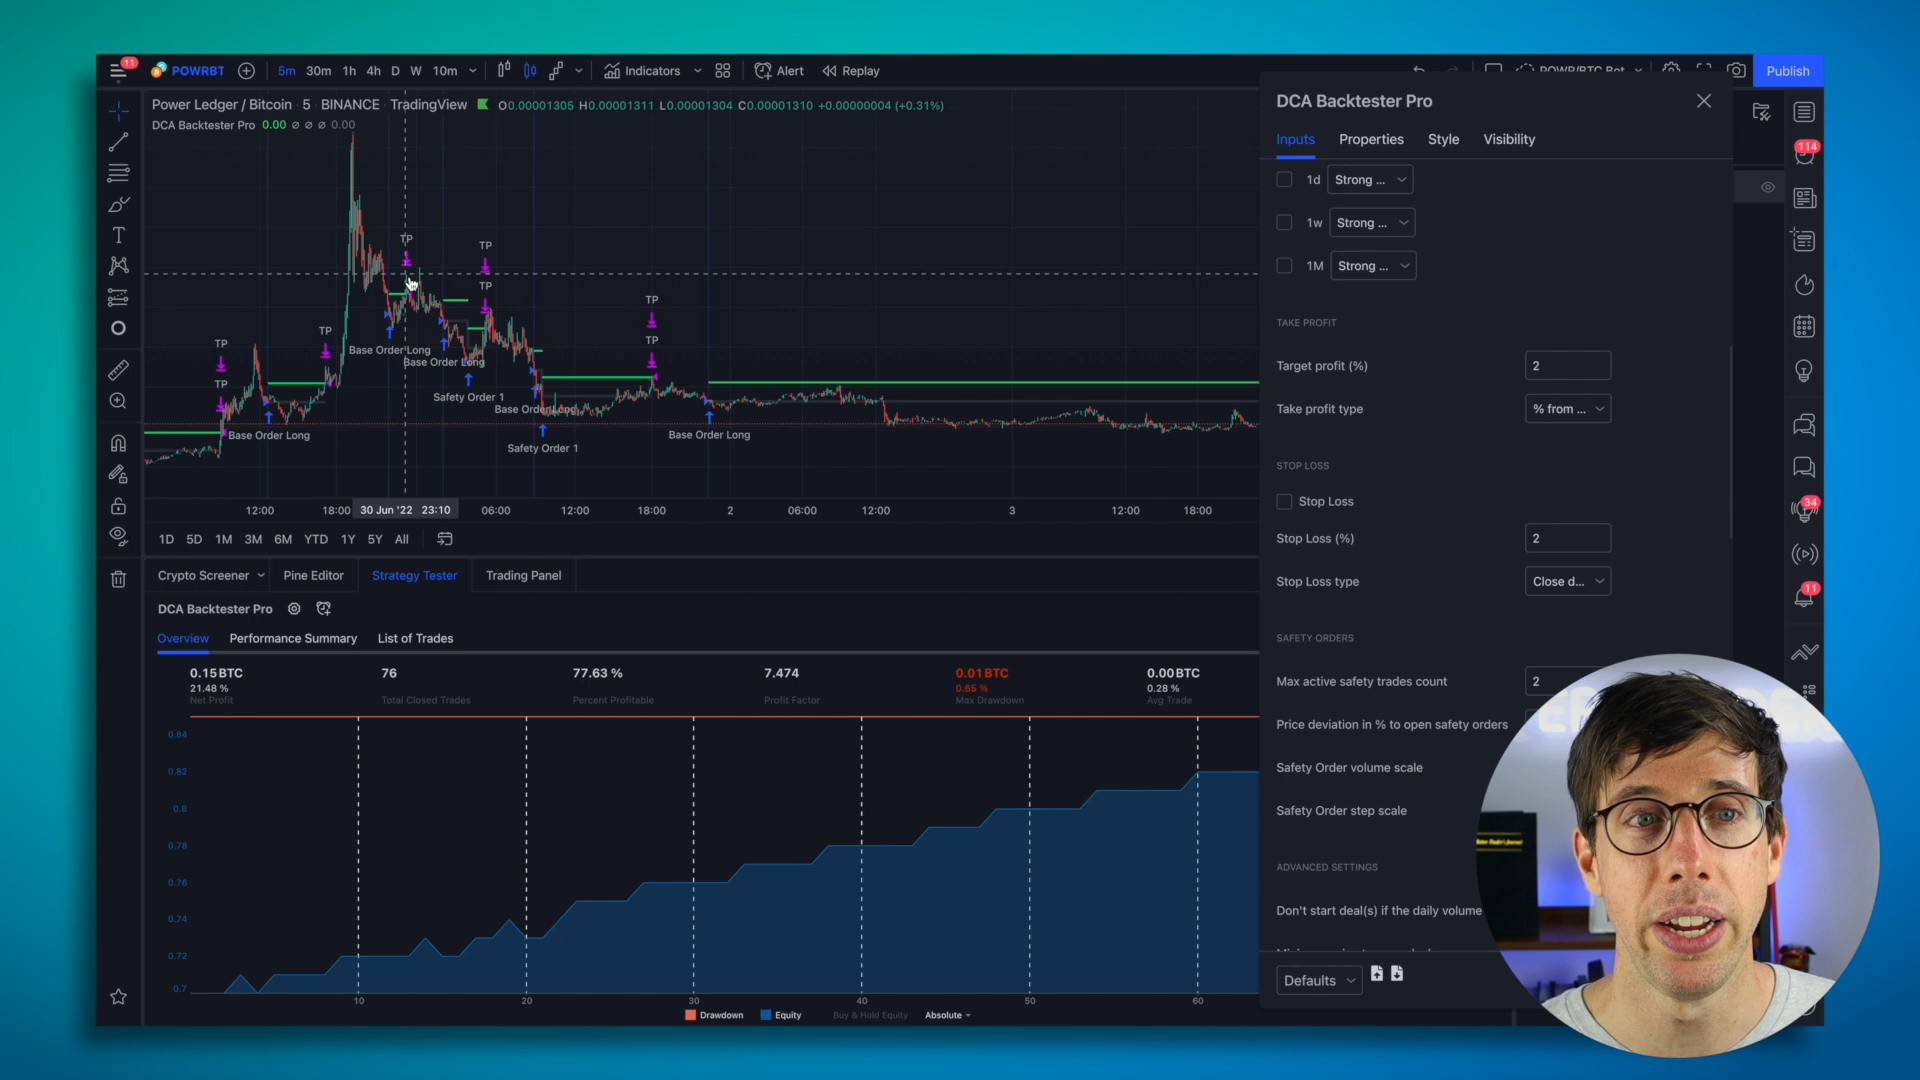 11
POWRBT
5m 30m 1h 4h D W 10m
Indicators
Alert
Replay
Publish
Power Ledger / Bitcoin · 5 · BINANCE · TradingView
O0.00001305 H0.00001311 L0.00001304 C0.00001310 +0.00000004 (+0.31%)
DCA Backtester Pro 0.00 ∅ ∅ ∅ 0.00
TP
TP
TP
TP
TP
TP
TP
TP
Base Order Long
Base Order Long
Base Order Long
Safety Order 1
Base Order Long
Safety Order 1
Base Order Long
12:00 18:00 30 Jun '22 23:10 06:00 12:00 18:00 2 06:00 12:00 3 12:00 18:00
1D 5D 1M 3M 6M YTD 1Y 5Y All
Crypto Screener
Pine Editor
Strategy Tester
Trading Panel
DCA Backtester Pro
Overview
Performance Summary
List of Trades
0.15 BTC
21.48 %
Net Profit
76
Total Closed Trades
77.63 %
Percent Profitable
7.474
Profit Factor
0.01 BTC
0.65 %
Max Drawdown
0.00 BTC
0.28 %
Avg Trade
0.84
0.82
0.8
0.78
0.76
0.74
0.72
0.7
10 20 30 40 50 60
Drawdown
Equity
Buy & Hold Equity
Absolute
DCA Backtester Pro
Inputs
Properties
Style
Visibility
1d Strong ...
1w Strong ...
1M Strong ...
TAKE PROFIT
Target profit (%) 2
Take profit type % from ...
STOP LOSS
Stop Loss
Stop Loss (%) 2
Stop Loss type Close d...
SAFETY ORDERS
Max active safety trades count 2
Price deviation in % to open safety orders
Safety Order volume scale
Safety Order step scale
ADVANCED SETTINGS
Don't start deal(s) if the daily volume
Defaults
114
34
11